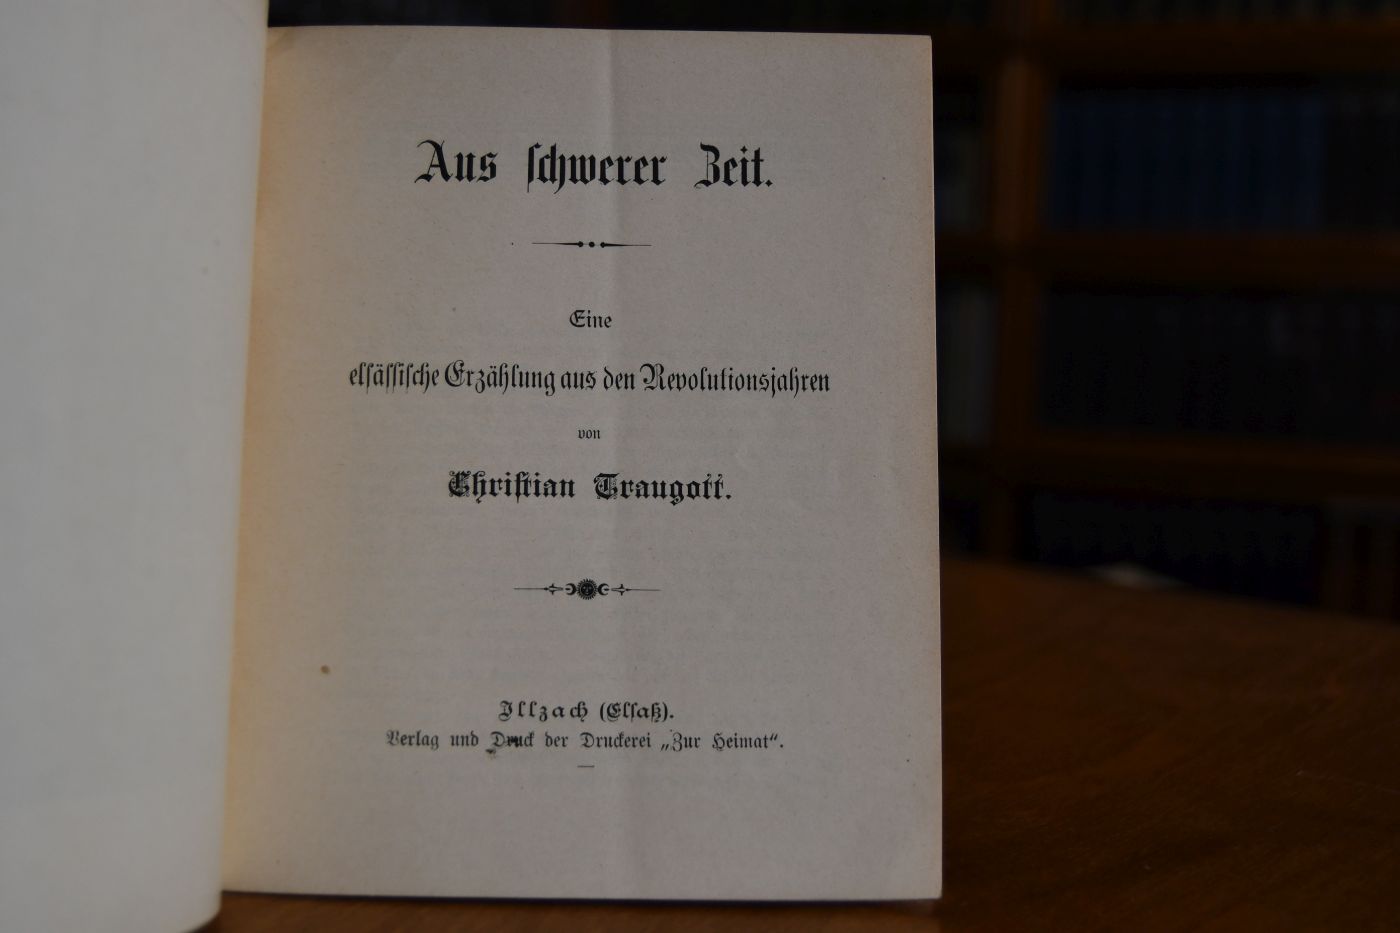 Aus ſchwerer Zeit.
Eine
elſäſſiſche Erzählung aus den Revolutionsjahren
von
Chriſtian Traugott.
Illzach (Elſaß).
Verlag und Druck der Druckerei „Zur Heimat“.